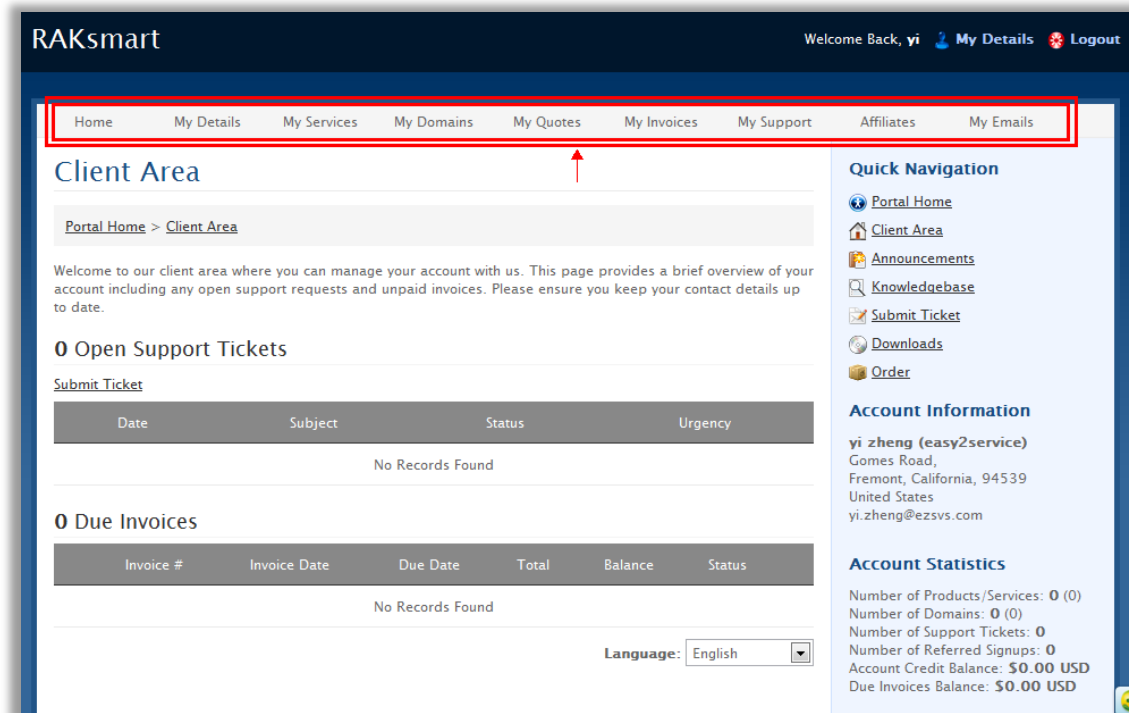 RAKsmart
Welcome Back, yi My Details Logout
Home My Details My Services My Domains My Quotes My Invoices My Support Affiliates My Emails
Client Area
Portal Home > Client Area
Welcome to our client area where you can manage your account with us. This page provides a brief overview of your
account including any open support requests and unpaid invoices. Please ensure you keep your contact details up
to date.
0 Open Support Tickets
Submit Ticket
Date Subject Status Urgency
No Records Found
0 Due Invoices
Invoice # Invoice Date Due Date Total Balance Status
No Records Found
Language: English
Quick Navigation
Portal Home
Client Area
Announcements
Knowledgebase
Submit Ticket
Downloads
Order
Account Information
yi zheng (easy2service)
Gomes Road,
Fremont, California, 94539
United States
yi.zheng@ezsvs.com
Account Statistics
Number of Products/Services: 0 (0)
Number of Domains: 0 (0)
Number of Support Tickets: 0
Number of Referred Signups: 0
Account Credit Balance: $0.00 USD
Due Invoices Balance: $0.00 USD